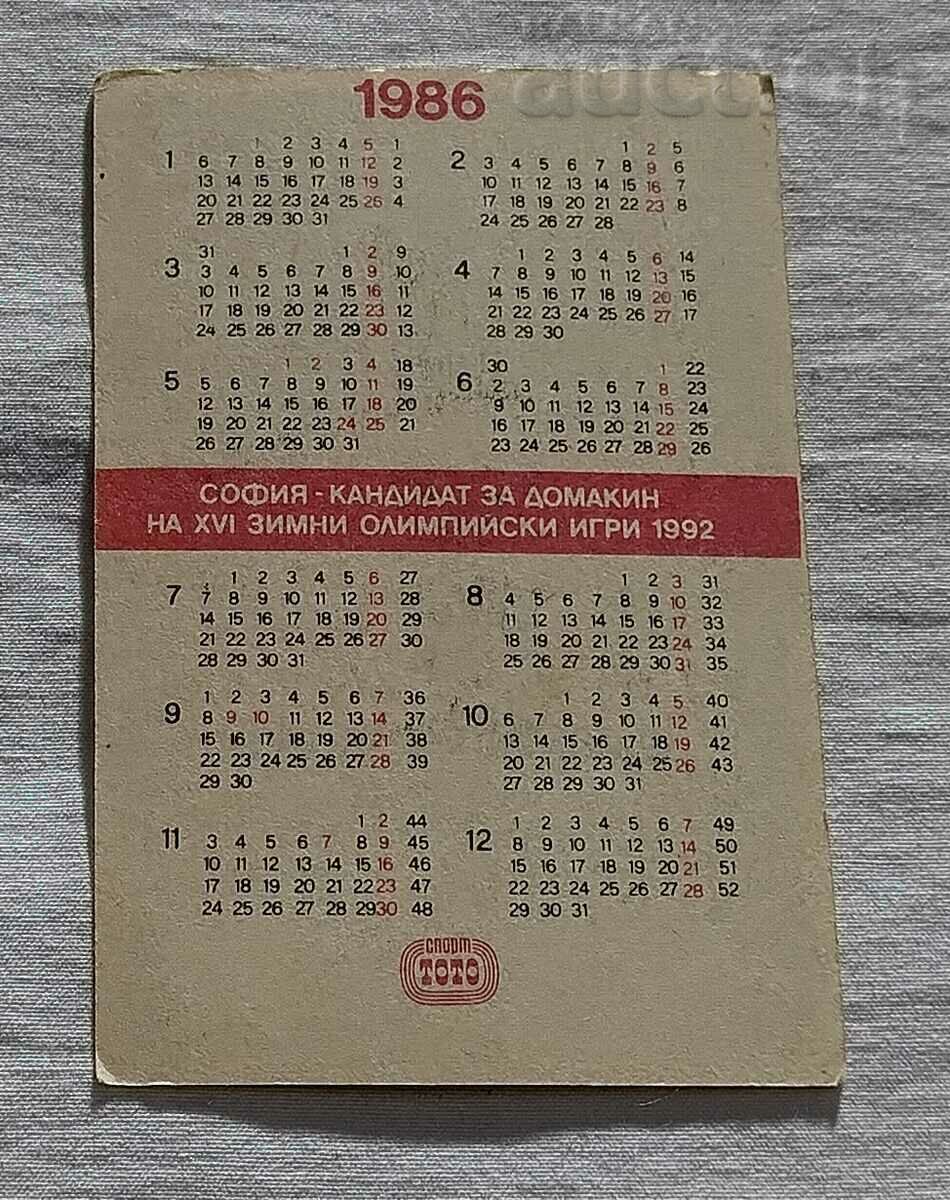 1986
1 2 3 4 5 1
1 6 7 8 9 10 11 12 2
13 14 15 16 17 18 19 3
20 21 22 23 24 25 26 4
27 28 29 30 31
1 2 5
2 3 4 5 6 7 8 9 6
10 11 12 13 14 15 16 7
17 18 19 20 21 22 23 8
24 25 26 27 28
31 1 2 9
3 3 4 5 6 7 8 9 10
10 11 12 13 14 15 16 11
17 18 19 20 21 22 23 12
24 25 26 27 28 29 30 13
1 2 3 4 5 6 14
4 7 8 9 10 11 12 13 15
14 15 16 17 18 19 20 16
21 22 23 24 25 26 27 17
28 29 30
1 2 3 4 18
5 5 6 7 8 9 10 11 19
12 13 14 15 16 17 18 20
19 20 21 22 23 24 25 21
26 27 28 29 30 31
30 1 22
6 2 3 4 5 6 7 8 23
9 10 11 12 13 14 15 24
16 17 18 19 20 21 22 25
23 24 25 26 27 28 29 26
СОФИЯ - КАНДИДАТ ЗА ДОМАКИН
НА XVI ЗИМНИ ОЛИМПИЙСКИ ИГРИ 1992
1 2 3 4 5 6 27
7 7 8 9 10 11 12 13 28
14 15 16 17 18 19 20 29
21 22 23 24 25 26 27 30
28 29 30 31
1 2 3 31
8 4 5 6 7 8 9 10 32
11 12 13 14 15 16 17 33
18 19 20 21 22 23 24 34
25 26 27 28 29 30 31 35
1 2 3 4 5 6 7 36
9 8 9 10 11 12 13 14 37
15 16 17 18 19 20 21 38
22 23 24 25 26 27 28 39
29 30
1 2 3 4 5 40
10 6 7 8 9 10 11 12 41
13 14 15 16 17 18 19 42
20 21 22 23 24 25 26 43
27 28 29 30 31
1 2 44
11 3 4 5 6 7 8 9 45
10 11 12 13 14 15 16 46
17 18 19 20 21 22 23 47
24 25 26 27 28 29 30 48
1 2 3 4 5 6 7 49
12 8 9 10 11 12 13 14 50
15 16 17 18 19 20 21 51
22 23 24 25 26 27 28 52
29 30 31
спорт
ТОТО